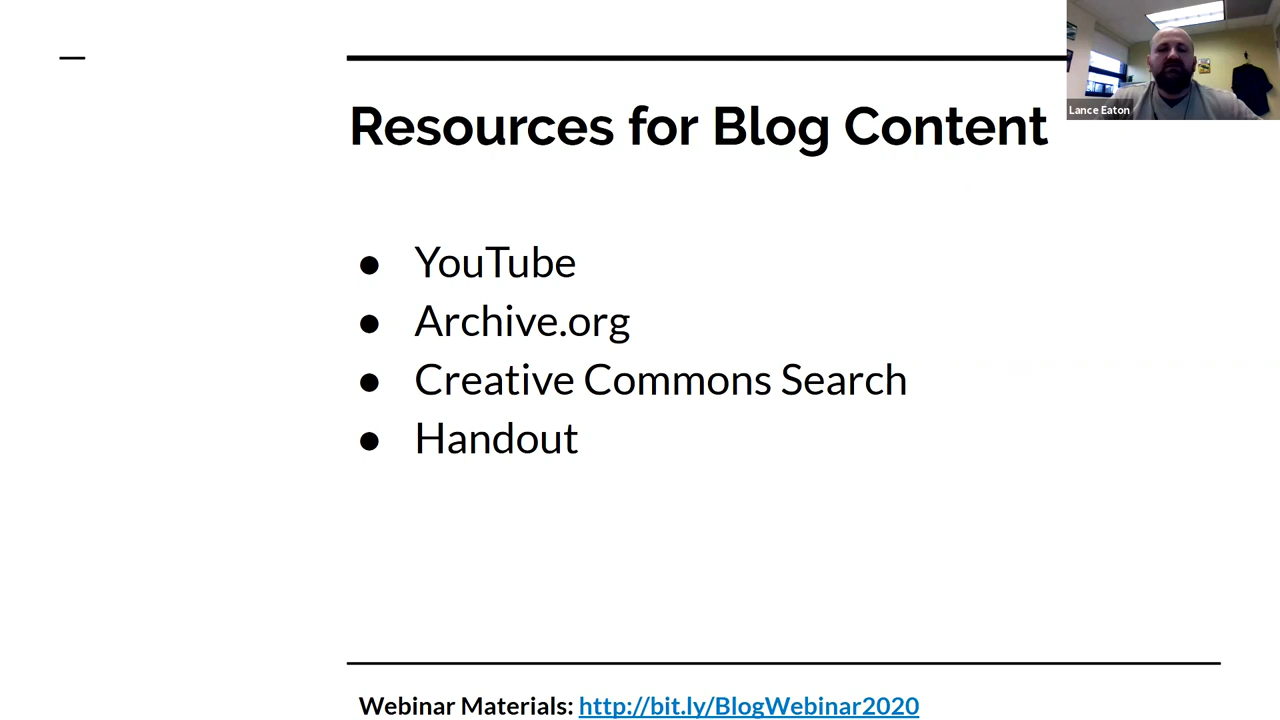 Resources for Blog Content
Lance Eaton
● YouTube
● Archive.org
● Creative Commons Search
● Handout
Webinar Materials: http://bit.ly/BlogWebinar2020